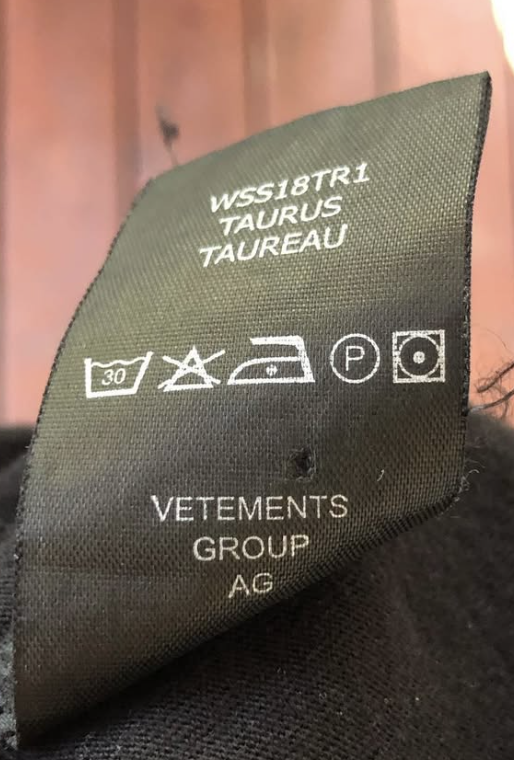 WSS18TR1
TAURUS
TAUREAU
30 P
VETEMENTS
GROUP
AG